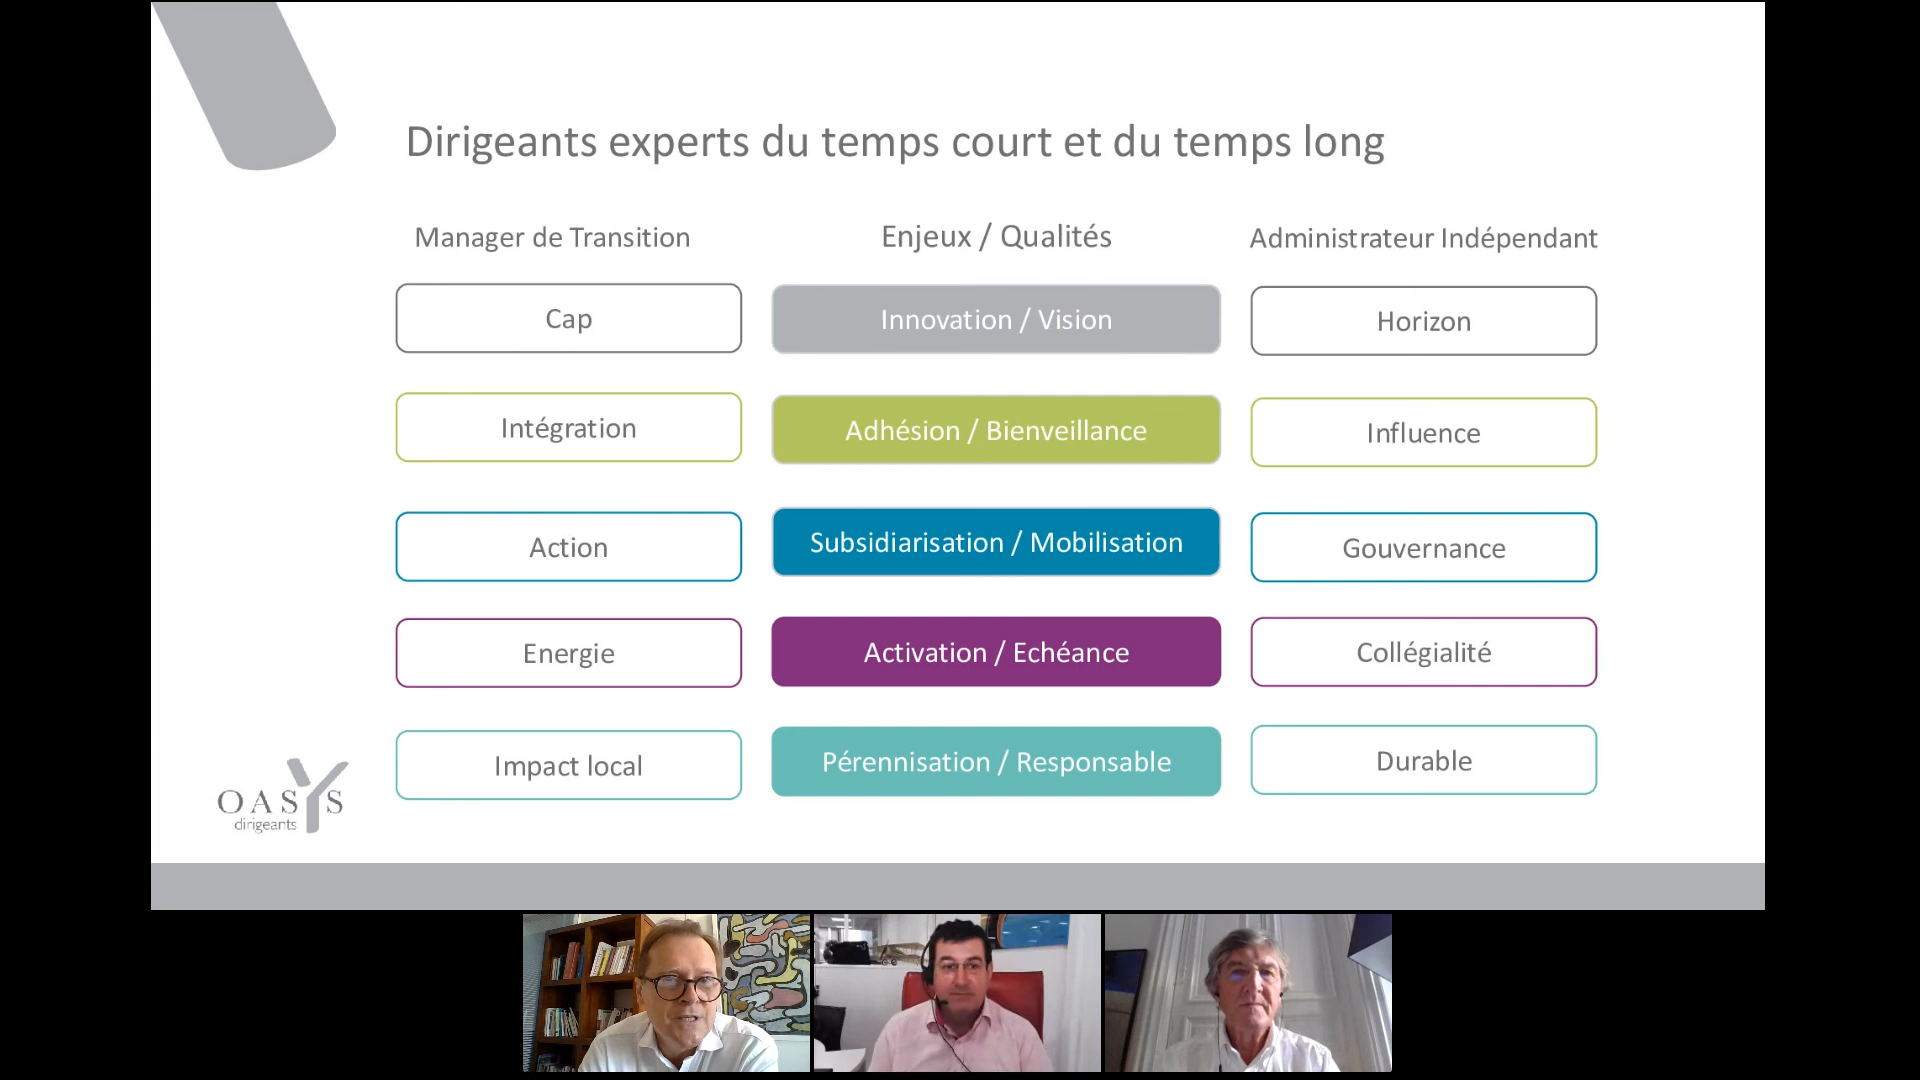 Dirigeants experts du temps court et du temps long
Manager de Transition
Enjeux / Qualités
Administrateur Indépendant
Cap
Innovation / Vision
Horizon
Intégration
Adhésion / Bienveillance
Influence
Action
Subsidiarisation / Mobilisation
Gouvernance
Energie
Activation / Echéance
Collégialité
Impact local
Pérennisation / Responsable
Durable
OASYS
dirigeants